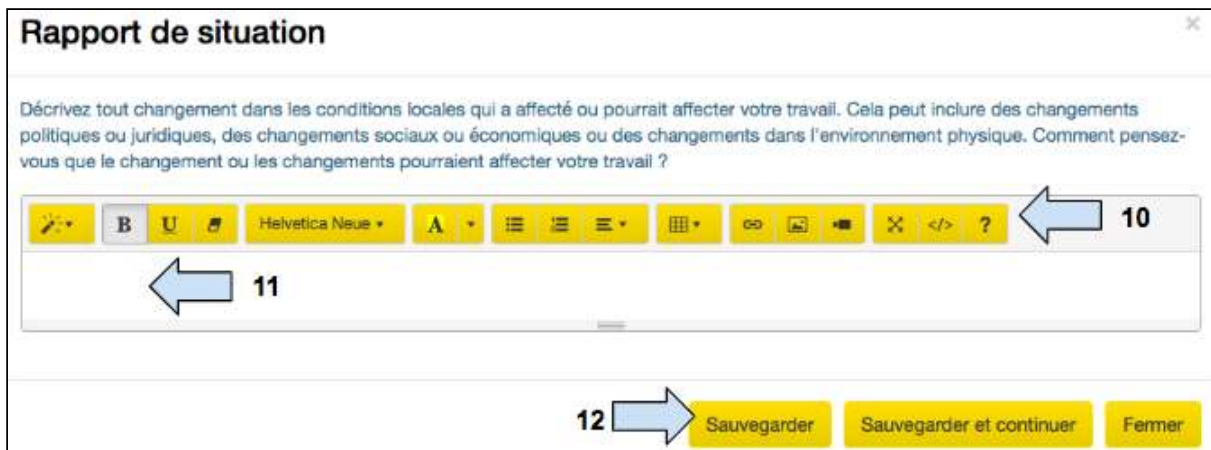 Rapport de situation
×
Décrivez tout changement dans les conditions locales qui a affecté ou pourrait affecter votre travail. Cela peut inclure des changements
politiques ou juridiques, des changements sociaux ou économiques ou des changements dans l'environnement physique. Comment pensez-
vous que le changement ou les changements pourraient affecter votre travail ?
B U Helvetica Neue A </> ? 10
11
12 Sauvegarder Sauvegarder et continuer Fermer